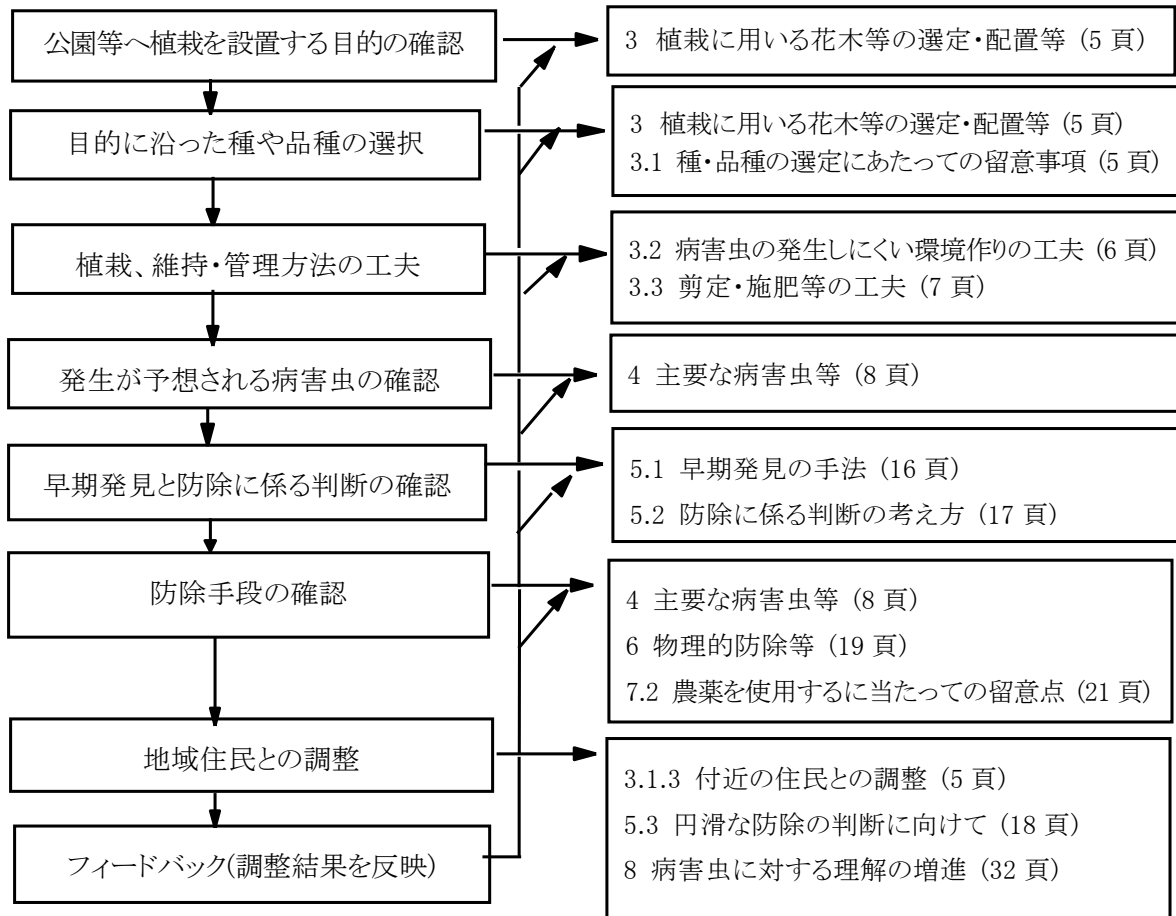 公園等へ植栽を設置する目的の確認
3 植栽に用いる花木等の選定・配置等 (5 頁)
目的に沿った種や品種の選択
3 植栽に用いる花木等の選定・配置等 (5 頁)
3.1 種・品種の選定にあたっての留意事項 (5 頁)
植栽、維持・管理方法の工夫
3.2 病害虫の発生しにくい環境作りの工夫 (6 頁)
3.3 剪定・施肥等の工夫 (7 頁)
発生が予想される病害虫の確認
4 主要な病害虫等 (8 頁)
早期発見と防除に係る判断の確認
5.1 早期発見の手法 (16 頁)
5.2 防除に係る判断の考え方 (17 頁)
防除手段の確認
4 主要な病害虫等 (8 頁)
6 物理的防除等 (19 頁)
7.2 農薬を使用するに当たっての留意点 (21 頁)
地域住民との調整
3.1.3 付近の住民との調整 (5 頁)
5.3 円滑な防除の判断に向けて (18 頁)
8 病害虫に対する理解の増進 (32 頁)
フィードバック(調整結果を反映)